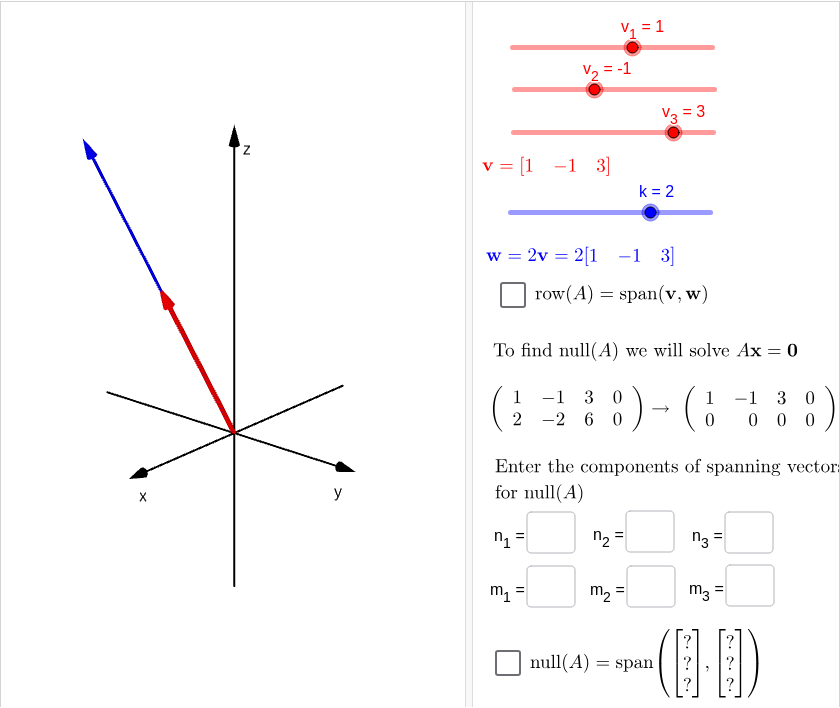 z
x
y
v₁ = 1
v₂ = -1
v₃ = 3
v = [1 −1 3]
k = 2
w = 2v = 2[1 −1 3]
row(A) = span(v, w)
To find null(A) we will solve Ax = 0
( 1 −1 3 0 ) → ( 1 −1 3 0 )
( 2 −2 6 0 ) ( 0 0 0 0 )
Enter the components of spanning vector
for null(A)
n₁ = n₂ = n₃ =
m₁ = m₂ = m₃ =
null(A) = span([? ? ?], [? ? ?])